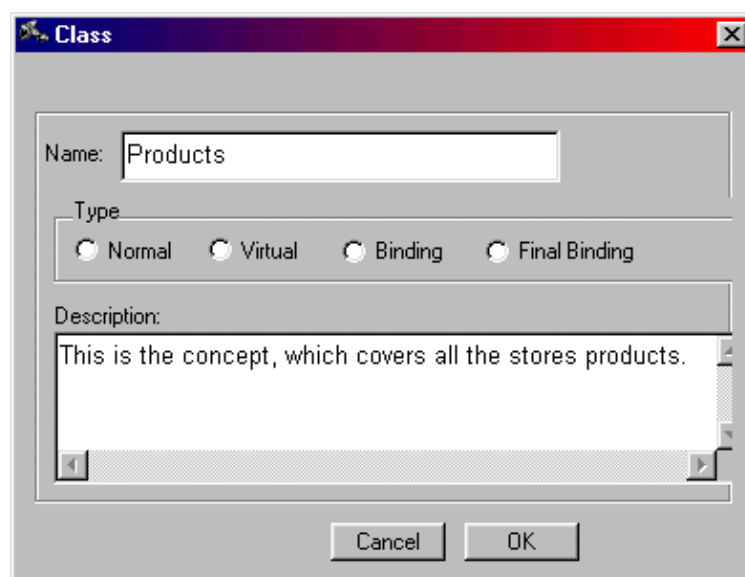 Class
Name: Products
Type
Normal Virtual Binding Final Binding
Description:
This is the concept, which covers all the stores products.
Cancel OK